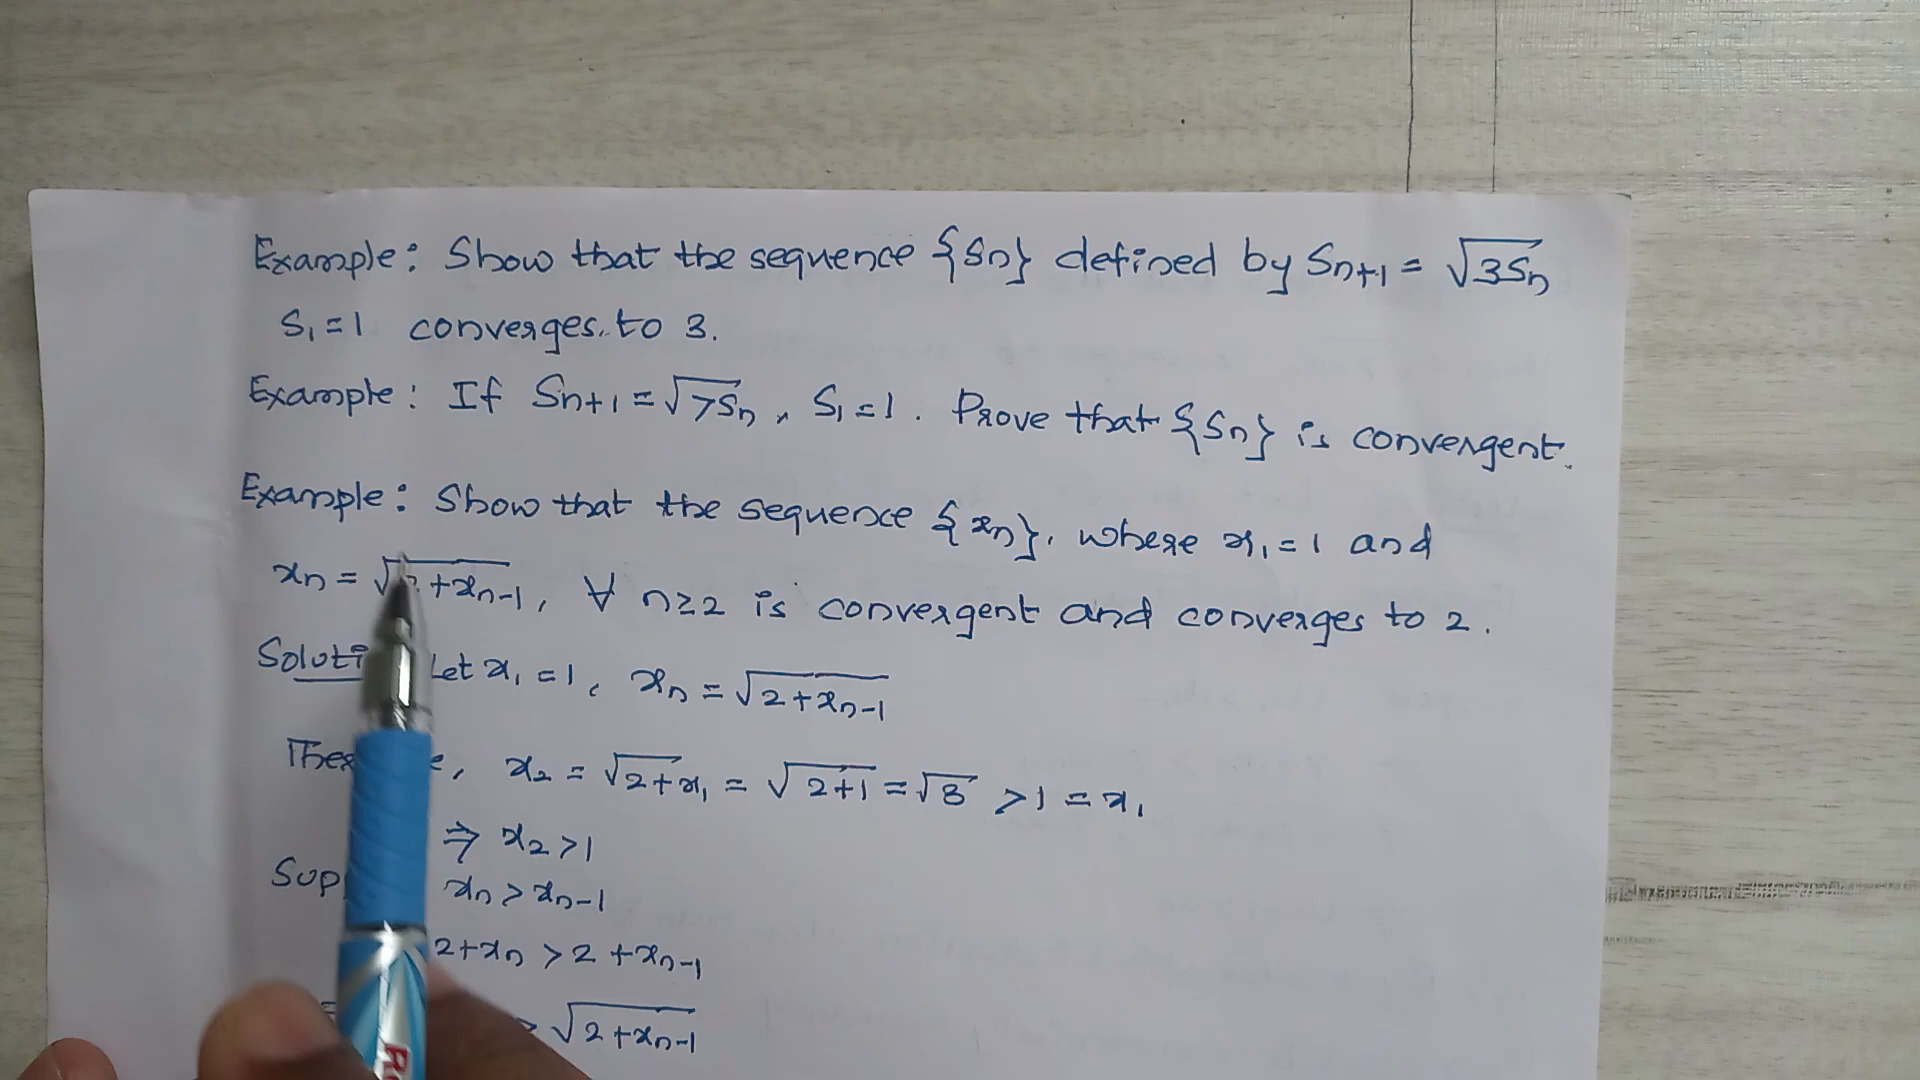 Example: Show that the sequence {Sn} defined by Sn+1 = √3Sn
S1 = 1 converges to 3.
Example: If Sn+1 = √7Sn, S1 = 1. Prove that {Sn} is convergent.
Example: Show that the sequence {xn}, where x1 = 1 and
xn = √2+xn-1, ∀ n≥2 is convergent and converges to 2.
Let x1 = 1, xn = √2+xn-1
x2 = √2+x1 = √2+1 = √3 > 1 = x1
⇒ x2 > 1
xn > xn-1
2+xn > 2+xn-1
> √2+xn-1